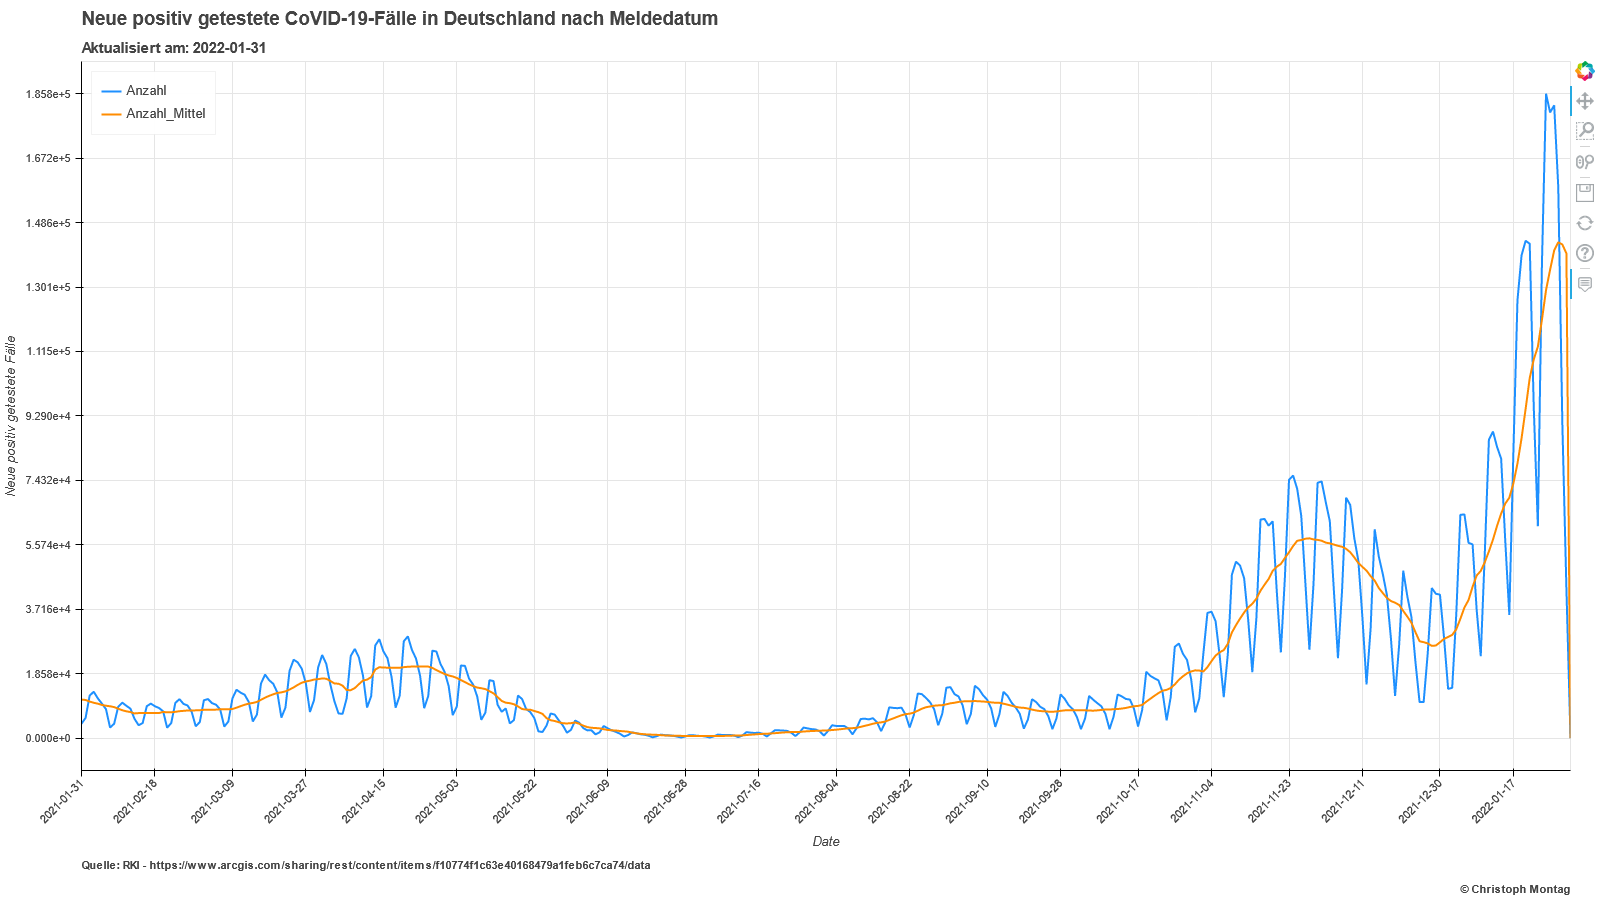 Neue positiv getestete CoVID-19-Fälle in Deutschland nach Meldedatum
Aktualisiert am: 2022-01-31
Anzahl
Anzahl_Mittel
1.858e+5
1.672e+5
1.486e+5
1.301e+5
1.115e+5
9.290e+4
7.432e+4
5.574e+4
3.716e+4
1.858e+4
0.000e+0
Neue positiv getestete Fälle
2021-01-31
2021-02-18
2021-03-09
2021-03-27
2021-04-15
2021-05-03
2021-05-22
2021-06-09
2021-06-28
2021-07-16
2021-08-04
2021-08-22
2021-09-10
2021-09-28
2021-10-17
2021-11-04
2021-11-23
2021-12-11
2021-12-30
2022-01-17
Date
Quelle: RKI - https://www.arcgis.com/sharing/rest/content/items/f10774f1c63e40168479a1feb6c7ca74/data
© Christoph Montag